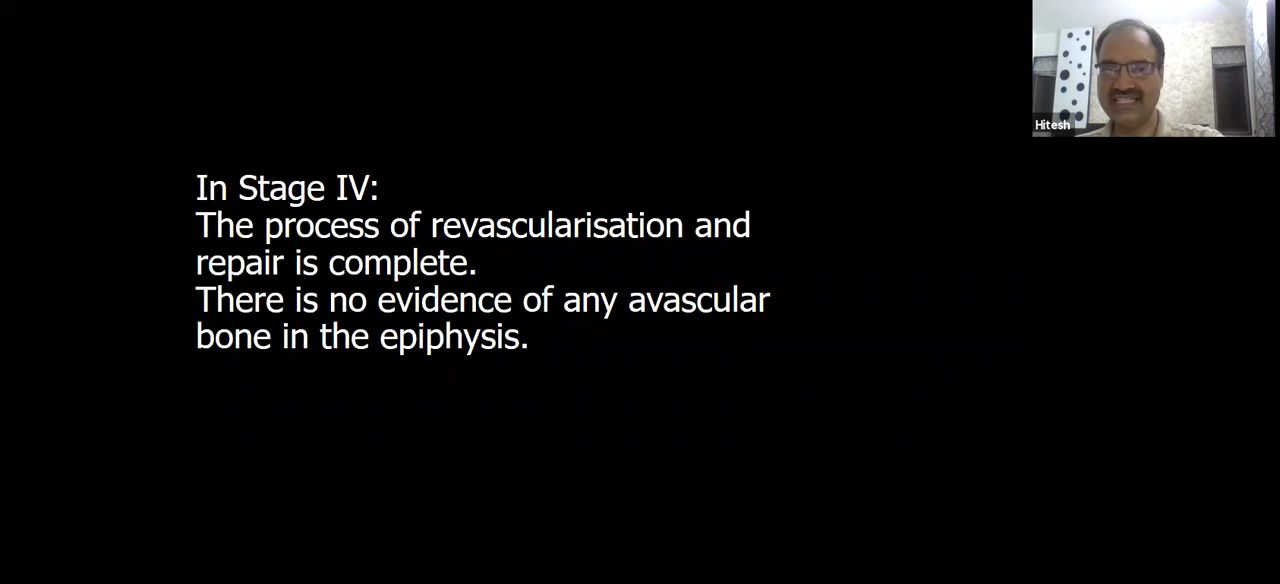 Hitesh
In Stage IV:
The process of revascularisation and
repair is complete.
There is no evidence of any avascular
bone in the epiphysis.